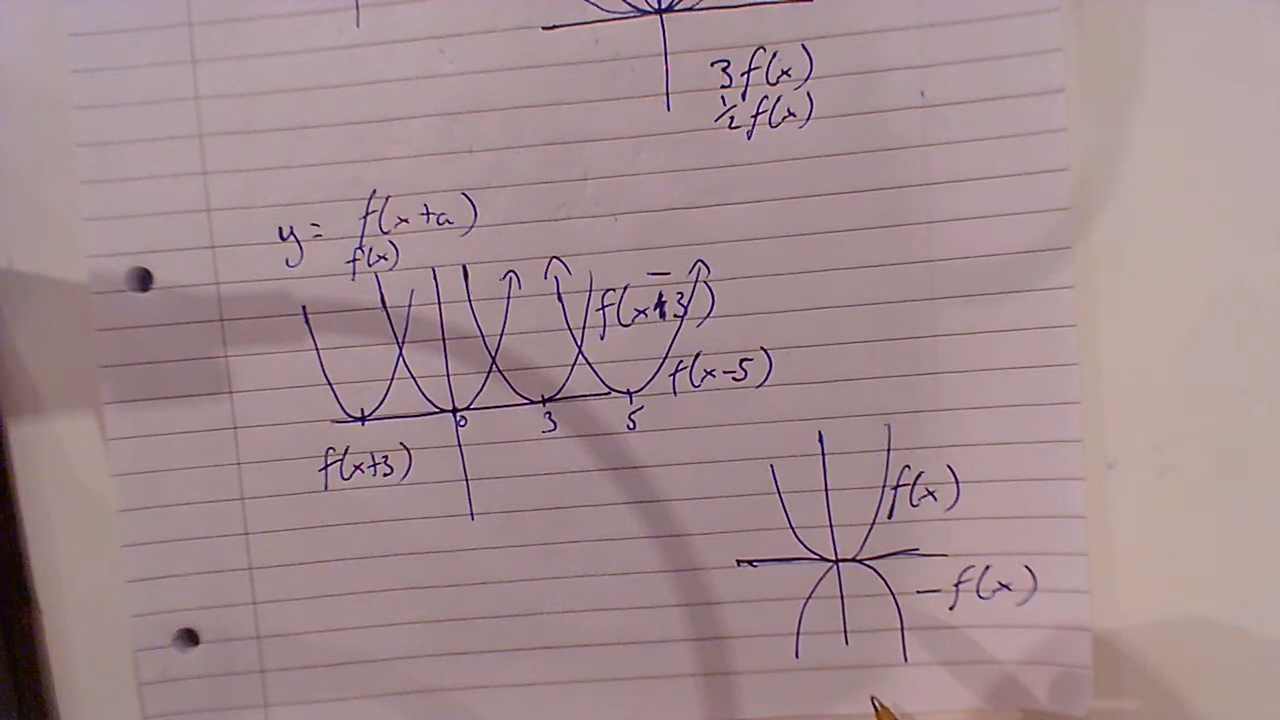 3f(x)
½f(x)
y = f(x+a)
f(x)
f(x-3)
f(x-5)
0 3 5
f(x+3)
f(x)
-f(x)